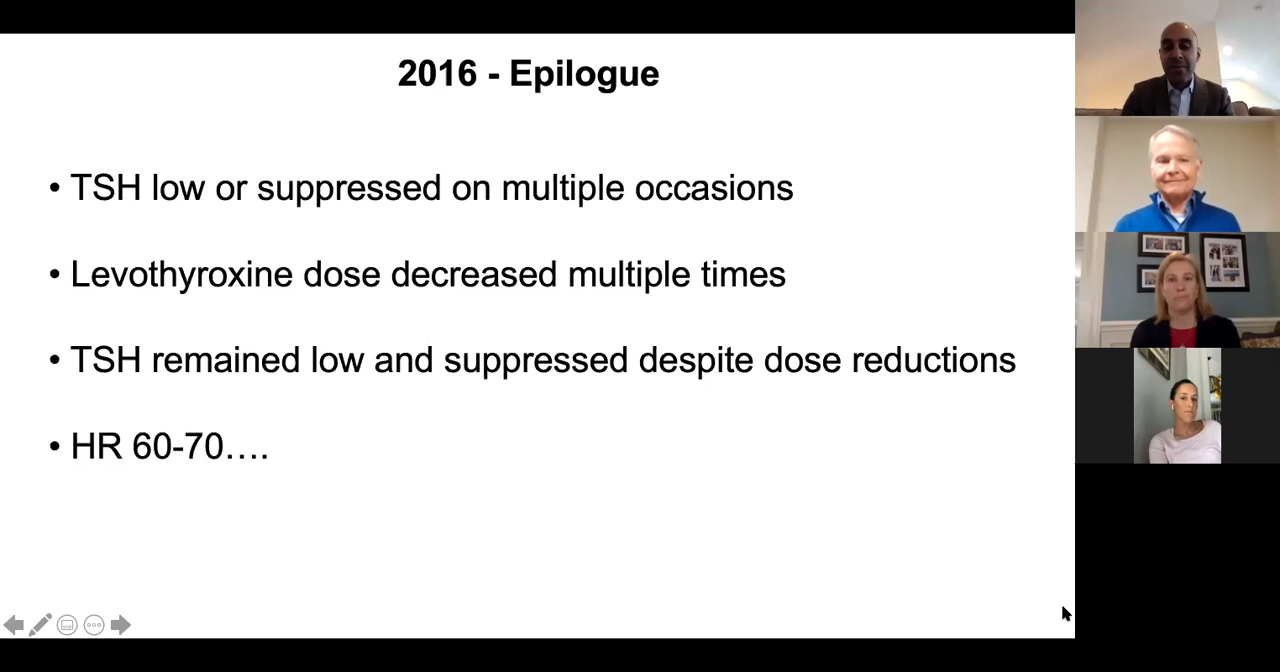 2016 - Epilogue
• TSH low or suppressed on multiple occasions
• Levothyroxine dose decreased multiple times
• TSH remained low and suppressed despite dose reductions
• HR 60-70….